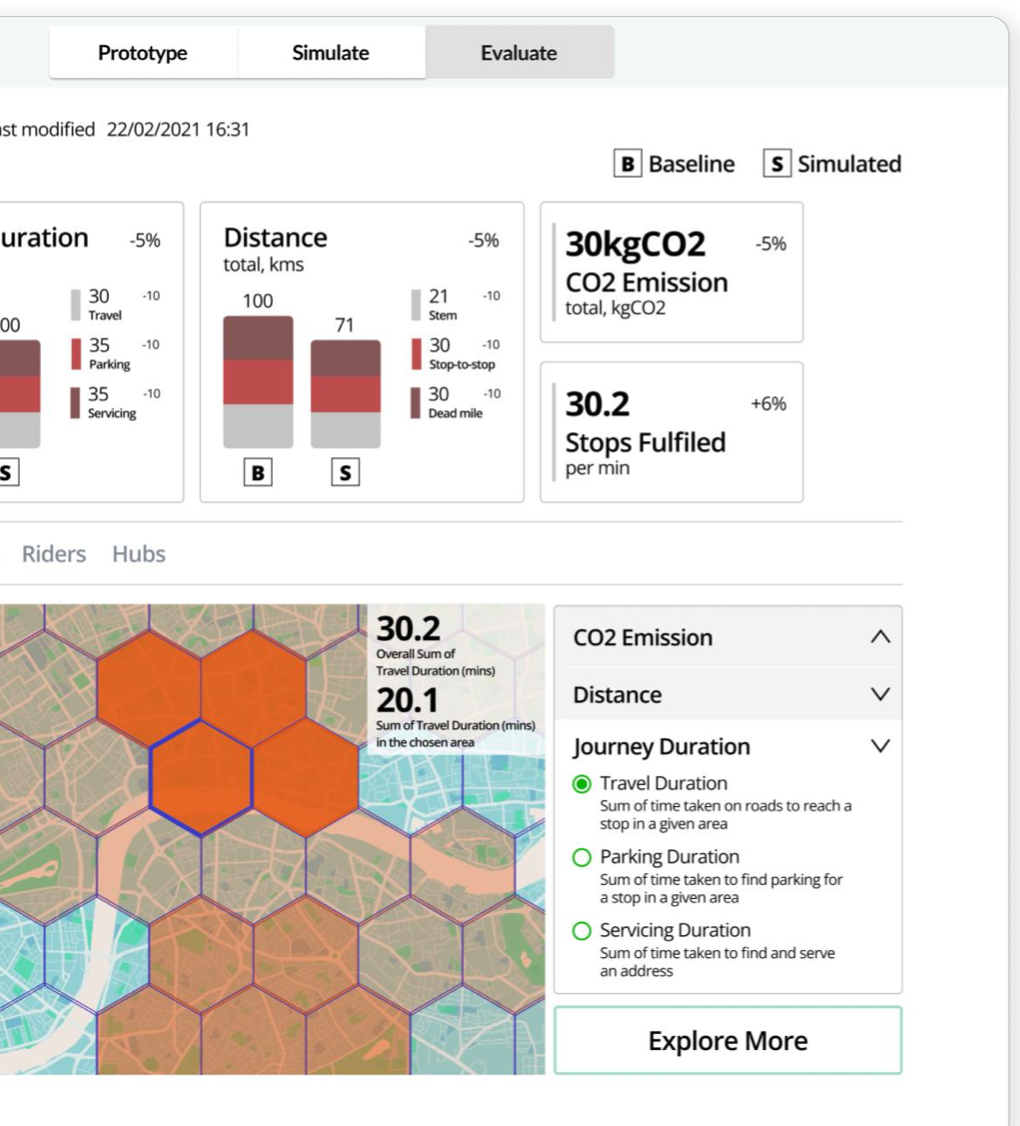 Prototype
Simulate
Evaluate
ast modified 22/02/2021 16:31
B Baseline
S Simulated
uration -5%
30 -10
Travel
35 -10
Parking
35 -10
Servicing
00
S
Distance -5%
total, kms
100
71
21 -10
Stem
30 -10
Stop-to-stop
30 -10
Dead mile
B
S
30kgCO2 -5%
CO2 Emission
total, kgCO2
30.2 +6%
Stops Fulfiled
per min
Riders
Hubs
30.2
Overall Sum of
Travel Duration (mins)
20.1
Sum of Travel Duration (mins)
in the chosen area
CO2 Emission
Distance
Journey Duration
Travel Duration
Sum of time taken on roads to reach a
stop in a given area
Parking Duration
Sum of time taken to find parking for
a stop in a given area
Servicing Duration
Sum of time taken to find and serve
an address
Explore More